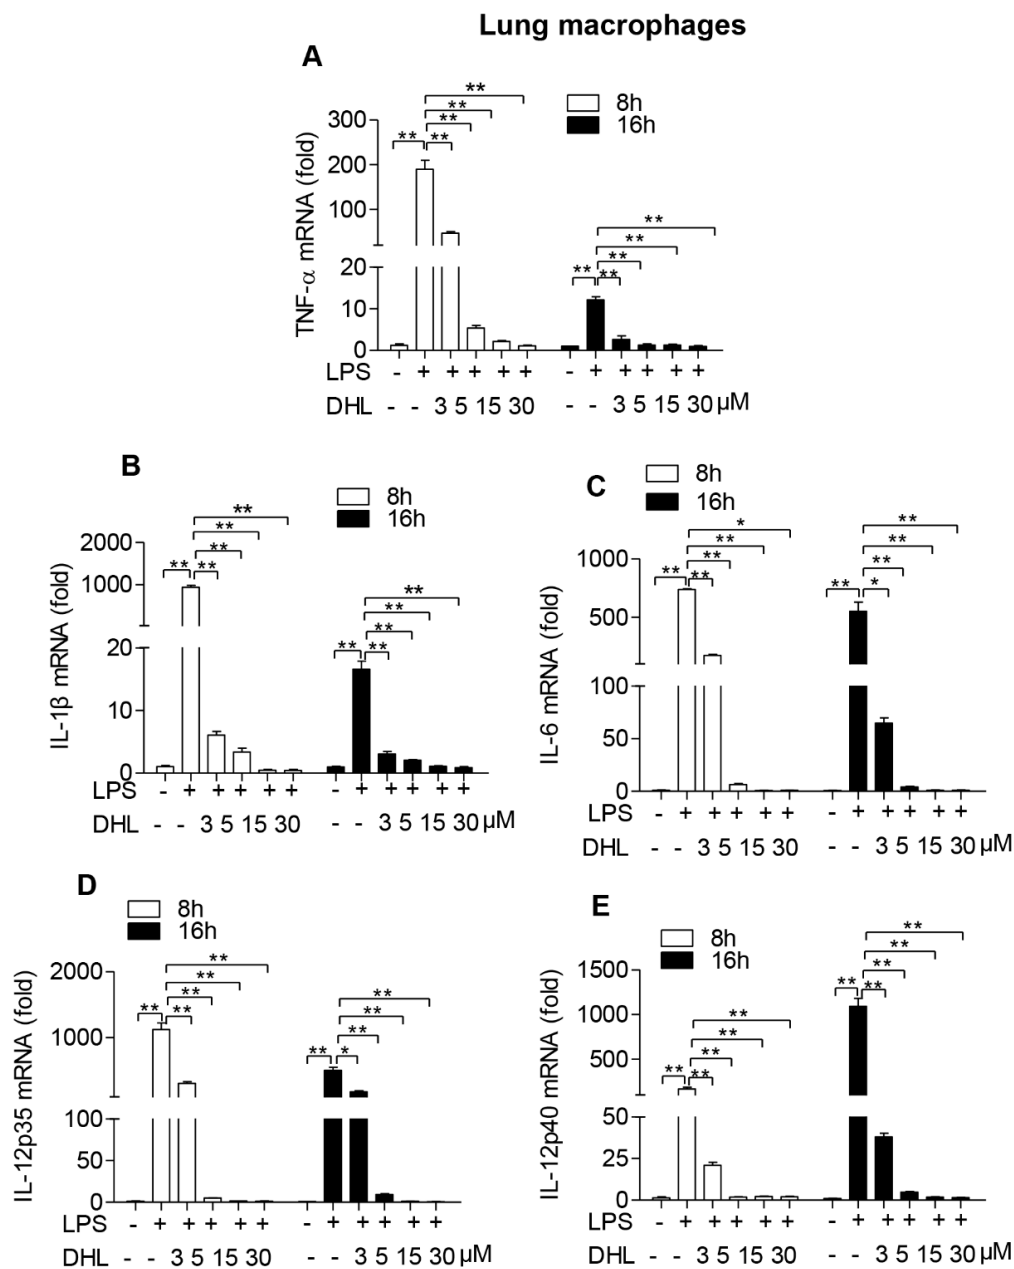 Lung macrophages
A
8h
16h
** ** ** ** **
** ** ** ** **
TNF-α mRNA (fold)
300
200
100
20
10
0
LPS - + + + + + - + + + + +
DHL - - 3 5 15 30 - - 3 5 15 30 µM
B
8h
16h
** ** ** ** **
** ** ** ** **
IL-1β mRNA (fold)
2000
1000
20
10
0
LPS - + + + + + - + + + + +
DHL - - 3 5 15 30 - - 3 5 15 30 µM
C
8h
16h
** ** ** ** *
** * ** ** **
IL-6 mRNA (fold)
1000
500
100
50
0
LPS - + + + + + - + + + + +
DHL - - 3 5 15 30 - - 3 5 15 30 µM
D
8h
16h
** ** ** ** **
** * ** ** **
IL-12p35 mRNA (fold)
2000
1000
100
50
0
LPS - + + + + + - + + + + +
DHL - - 3 5 15 30 - - 3 5 15 30 µM
E
8h
16h
** ** ** ** **
** ** ** ** **
IL-12p40 mRNA (fold)
1500
1000
500
50
25
0
LPS - + + + + + - + + + + +
DHL - - 3 5 15 30 - - 3 5 15 30 µM